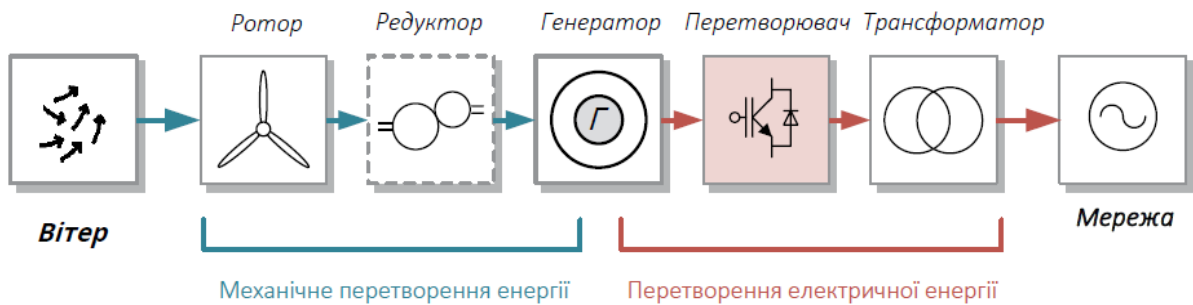 Ротор
Редуктор
Генератор
Перетворювач
Трансформатор
Г
Вітер
Мережа
Механічне перетворення енергії
Перетворення електричної енергії